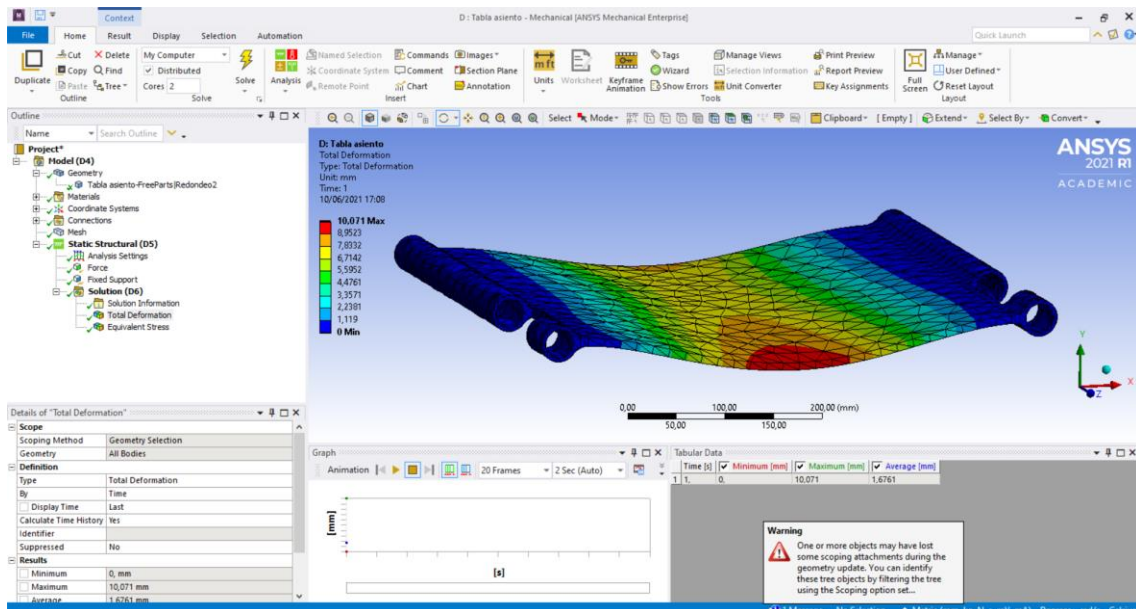 Context
D : Tabla asiento - Mechanical [ANSYS Mechanical Enterprise]
File Home Result Display Selection Automation
Quick Launch
Duplicate
Cut
Copy
Paste
Delete
Find
Tree
Outline
My Computer
Distributed
Cores 2
Solve
Solve
Analysis
Named Selection
Coordinate System
Remote Point
Commands
Comment
Chart
Images
Section Plane
Annotation
Insert
Units
Worksheet
Keyframe
Animation
Tags
Wizard
Show Errors
Manage Views
Selection Information
Unit Converter
Print Preview
Report Preview
Key Assignments
Tools
Full
Screen
Manage
User Defined
Reset Layout
Layout
Outline
Name Search Outline
Select Mode Clipboard [Empty] Extend Select By Convert
Project*
Model (D4)
Geometry
Tabla asiento-FreeParts|Redondeo2
Materials
Coordinate Systems
Connections
Mesh
Static Structural (D5)
Analysis Settings
Force
Fixed Support
Solution (D6)
Solution Information
Total Deformation
Equivalent Stress
D: Tabla asiento
Total Deformation
Type: Total Deformation
Unit: mm
Time: 1
10/06/2021 17:08
10,071 Max
8,9523
7,8332
6,7142
5,5952
4,4761
3,3571
2,2381
1,119
0 Min
ANSYS
2021 R1
ACADEMIC
Y
X
Z
0,00 100,00 200,00 (mm)
50,00 150,00
Details of "Total Deformation"
Scope
Scoping Method Geometry Selection
Geometry All Bodies
Definition
Type Total Deformation
By Time
Display Time Last
Calculate Time History Yes
Identifier
Suppressed No
Results
Minimum 0, mm
Maximum 10,071 mm
Average 1,6761 mm
Graph
Animation 20 Frames 2 Sec (Auto)
[mm]
[s]
Tabular Data
Time [s] Minimum [mm] Maximum [mm] Average [mm]
1 1, 0, 10,071 1,6761
Warning
One or more objects may have lost
some scoping attachments during the
geometry update. You can identify
these tree objects by filtering the tree
using the Scoping option set...